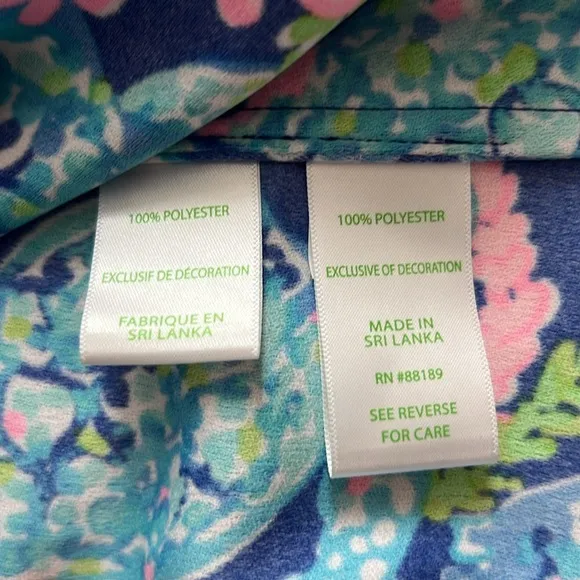 100% POLYESTER
EXCLUSIF DE DÉCORATION
FABRIQUE EN
SRI LANKA
100% POLYESTER
EXCLUSIVE OF DECORATION
MADE IN
SRI LANKA
RN #88189
SEE REVERSE
FOR CARE